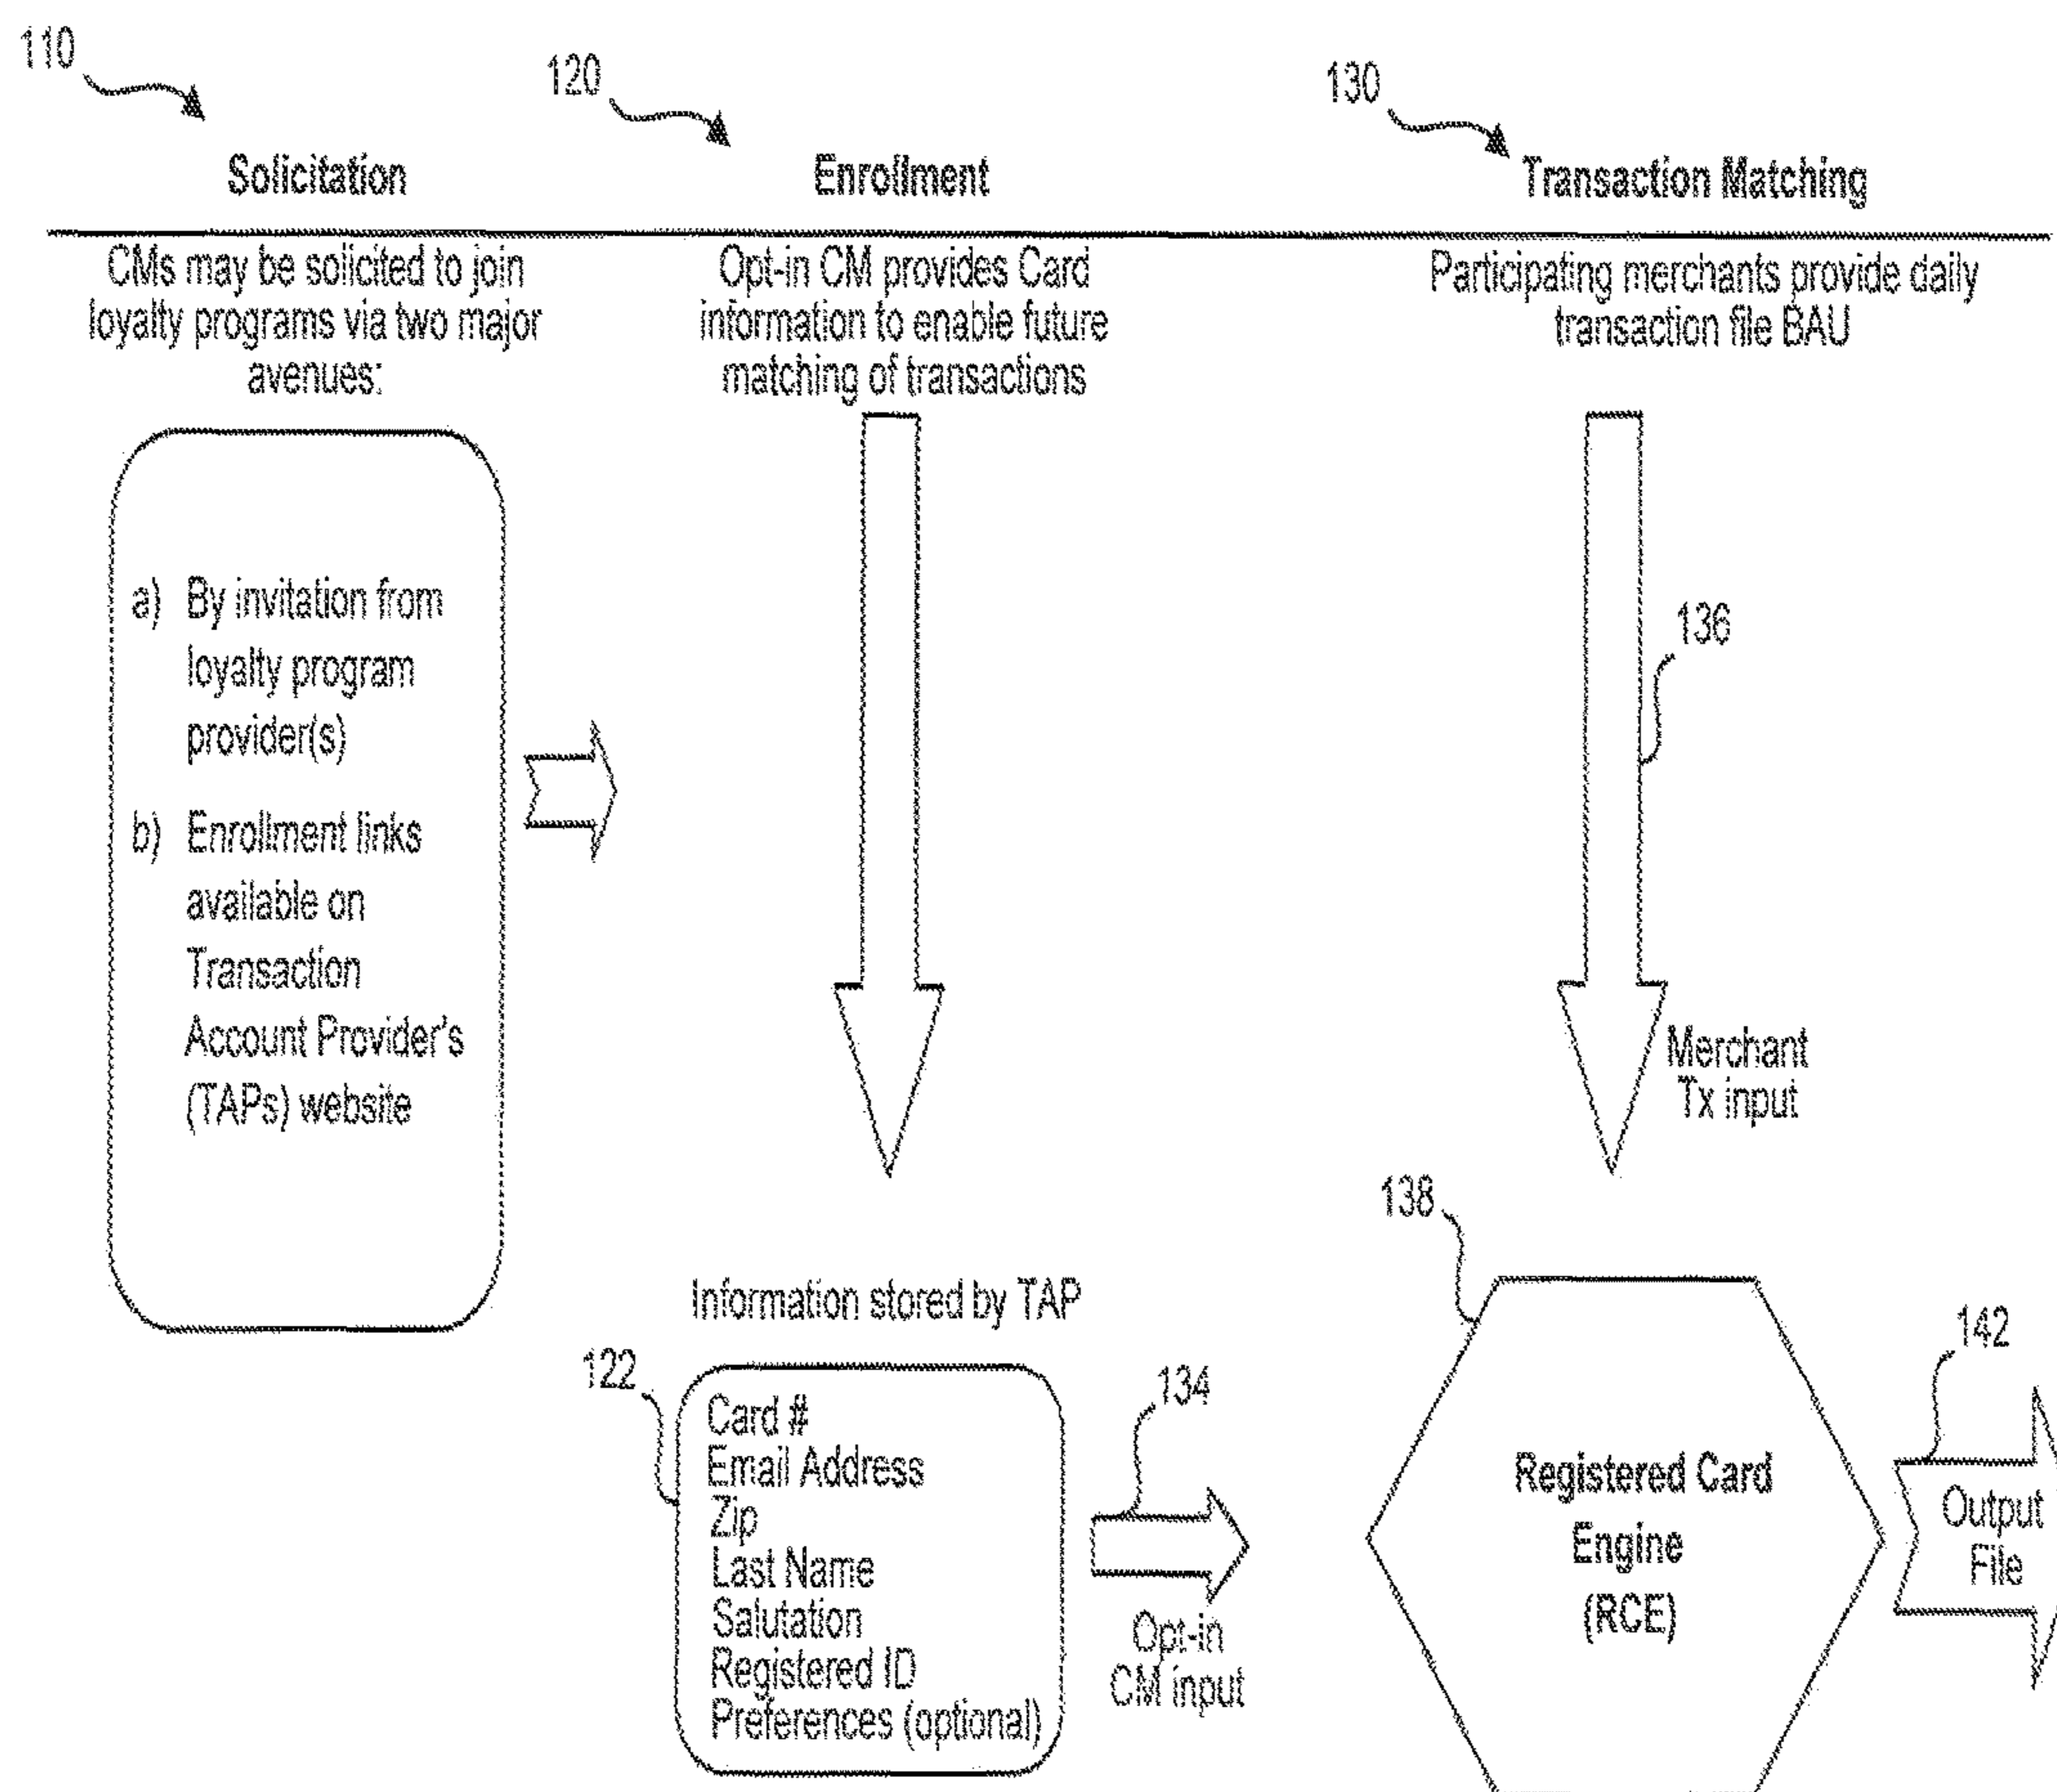 110
120
130
Solicitation
Enrollment
Transaction Matching
CMs may be solicited to join
loyalty programs via two major
avenues:
Opt-in CM provides Card
information to enable future
matching of transactions
Participating merchants provide daily
transaction file BAU
a) By invitation from
loyalty program
provider(s)
b) Enrollment links
available on
Transaction
Account Provider's
(TAPs) website
136
Merchant
Tx input
138
Information stored by TAP
122
Card #
Email Address
Zip
Last Name
Salutation
Registered ID
Preferences (optional)
134
Opt-in
CM input
Registered Card
Engine
(RCE)
142
Output
File